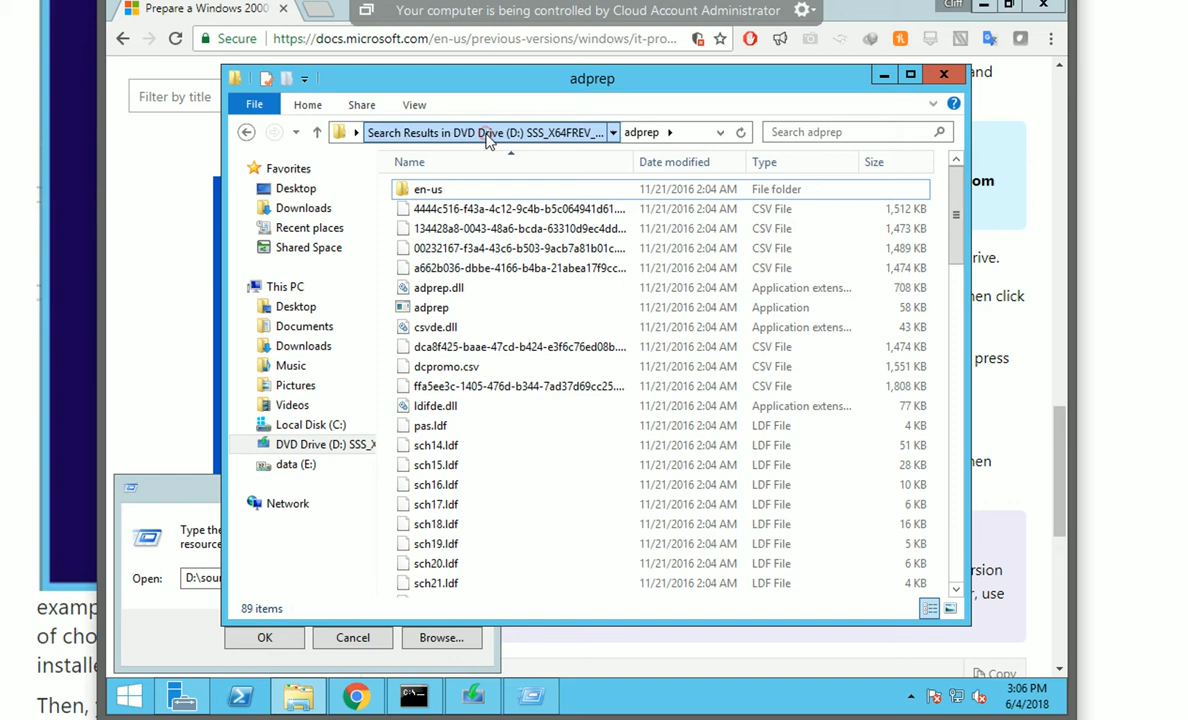 Prepare a Windows 2000
Your computer is being controlled by Cloud Account Administrator
Cliff
Secure
https://docs.microsoft.com/en-us/previous-versions/windows/it-pro...
Filter by title
and
adprep
File Home Share View
Search Results in DVD Drive (D:) SSS_X64FREV_... adprep
Search adprep
Name Date modified Type Size
Favorites
Desktop
Downloads
Recent places
Shared Space
This PC
Desktop
Documents
Downloads
Music
Pictures
Videos
Local Disk (C:)
DVD Drive (D:) SSS_X
data (E:)
Network
en-us 11/21/2016 2:04 AM File folder
4444c516-f43a-4c12-9c4b-b5c064941d61.... 11/21/2016 2:04 AM CSV File 1,512 KB
134428a8-0043-48a6-bcda-63310d9ec4dd... 11/21/2016 2:04 AM CSV File 1,473 KB
00232167-f3a4-43c6-b503-9acb7a81b01c.... 11/21/2016 2:04 AM CSV File 1,489 KB
a662b036-dbbe-4166-b4ba-21abea17f9cc... 11/21/2016 2:04 AM CSV File 1,474 KB
adprep.dll 11/21/2016 2:04 AM Application extens... 708 KB
adprep 11/21/2016 2:04 AM Application 58 KB
csvde.dll 11/21/2016 2:04 AM Application extens... 43 KB
dca8f425-baae-47cd-b424-e3f6c76ed08b.... 11/21/2016 2:04 AM CSV File 1,474 KB
dcpromo.csv 11/21/2016 2:04 AM CSV File 1,551 KB
ffa5ee3c-1405-476d-b344-7ad37d69cc25.... 11/21/2016 2:04 AM CSV File 1,808 KB
ldifde.dll 11/21/2016 2:04 AM Application extens... 77 KB
pas.ldf 11/21/2016 2:04 AM LDF File 4 KB
sch14.ldf 11/21/2016 2:04 AM LDF File 51 KB
sch15.ldf 11/21/2016 2:04 AM LDF File 28 KB
sch16.ldf 11/21/2016 2:04 AM LDF File 10 KB
sch17.ldf 11/21/2016 2:04 AM LDF File 6 KB
sch18.ldf 11/21/2016 2:04 AM LDF File 16 KB
sch19.ldf 11/21/2016 2:04 AM LDF File 5 KB
sch20.ldf 11/21/2016 2:04 AM LDF File 6 KB
sch21.ldf 11/21/2016 2:04 AM LDF File 4 KB
89 items
om
rive.
hen click
press
hen
rsion
r, use
Copy
Type the
resource
Open: D:\sour
OK Cancel Browse...
examp
of cho
installe
Then, y
3:06 PM
6/4/2018